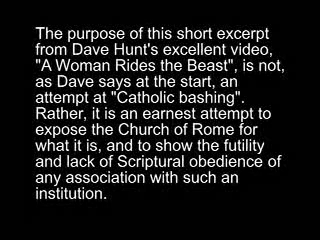 The purpose of this short excerpt
from Dave Hunt's excellent video,
"A Woman Rides the Beast", is not,
as Dave says at the start, an
attempt at "Catholic bashing".
Rather, it is an earnest attempt to
expose the Church of Rome for
what it is, and to show the futility
and lack of Scriptural obedience of
any association with such an
institution.